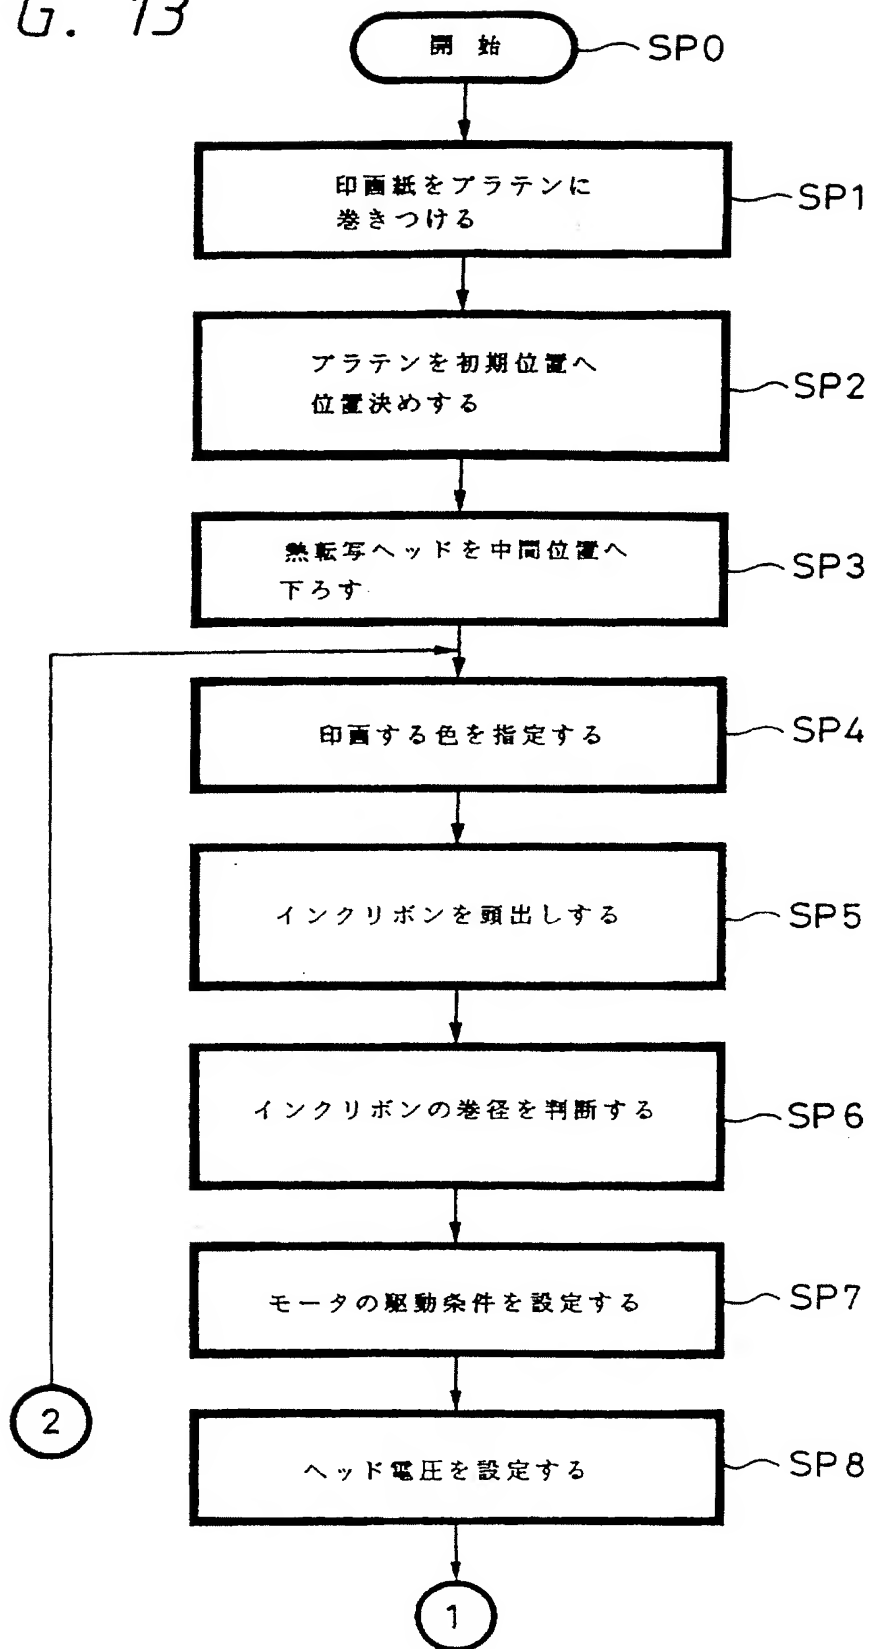 G. 13
開始
SP0
印画紙をプラテンに
巻きつける
SP1
プラテンを初期位置へ
位置決めする
SP2
熱転写ヘッドを中間位置へ
下ろす
SP3
印画する色を指定する
SP4
インクリボンを頭出しする
SP5
インクリボンの巻径を判断する
SP6
モータの駆動条件を設定する
SP7
2
ヘッド電圧を設定する
SP8
1